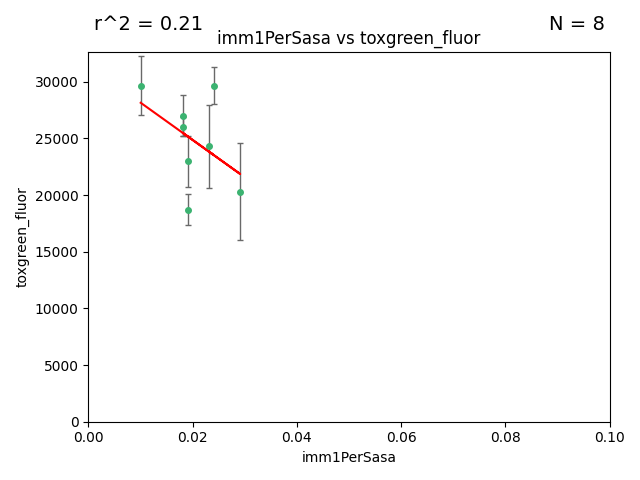 r^2 = 0.21
N = 8
imm1PerSasa vs toxgreen_fluor
30000
25000
20000
15000
10000
5000
0
toxgreen_fluor
0.00 0.02 0.04 0.06 0.08 0.10
imm1PerSasa